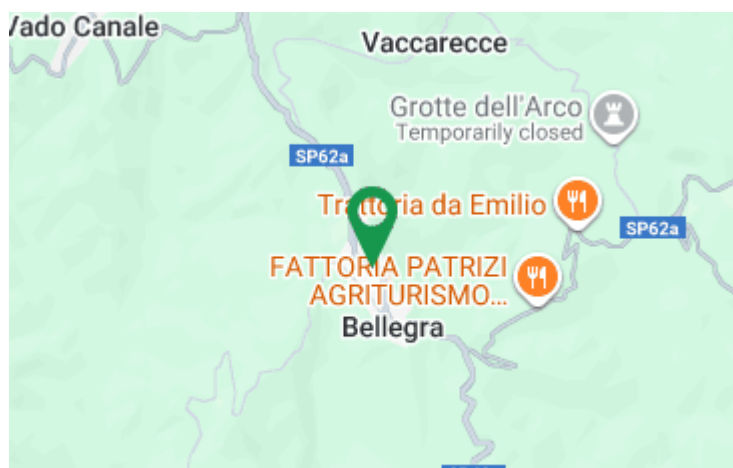 Vado Canale
Vaccarecce
Grotte dell'Arco
Temporarily closed
SP62a
Trattoria da Emilio
SP62a
FATTORIA PATRIZI
AGRITURISMO...
Bellegra